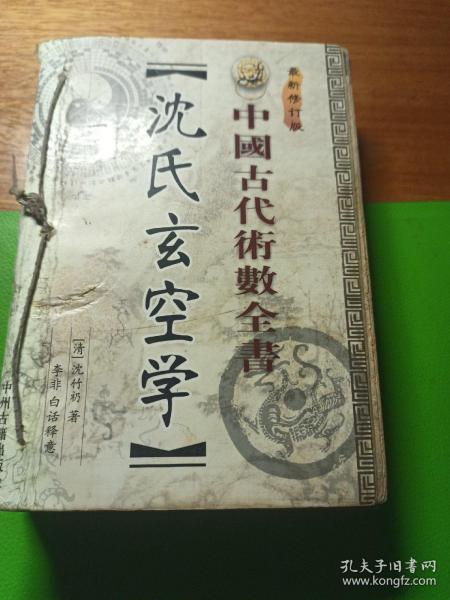 最新修订版
中國古代術數全書
【沈氏玄空学】
［清］沈竹礽 著
李非 白话释意
中州古籍出版
孔夫子旧书网
www.kongfz.com